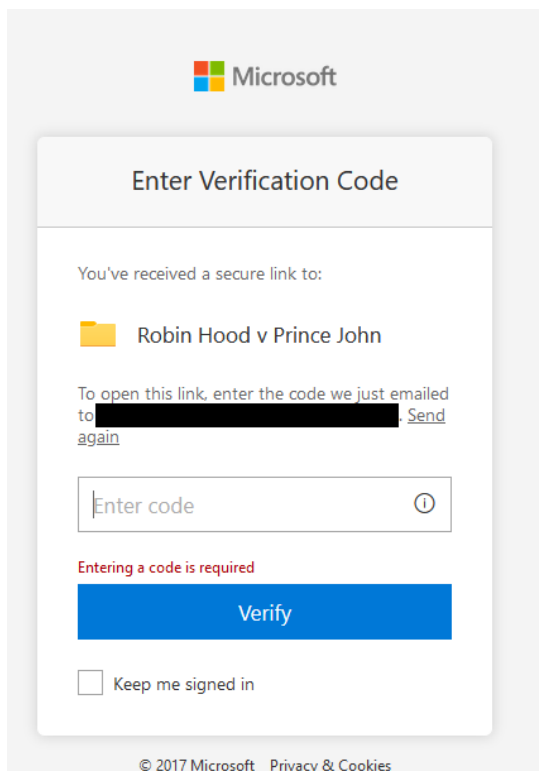 Microsoft
Enter Verification Code
You've received a secure link to:
Robin Hood v Prince John
To open this link, enter the code we just emailed
to . Send
again
Enter code
Entering a code is required
Verify
Keep me signed in
© 2017 Microsoft Privacy & Cookies